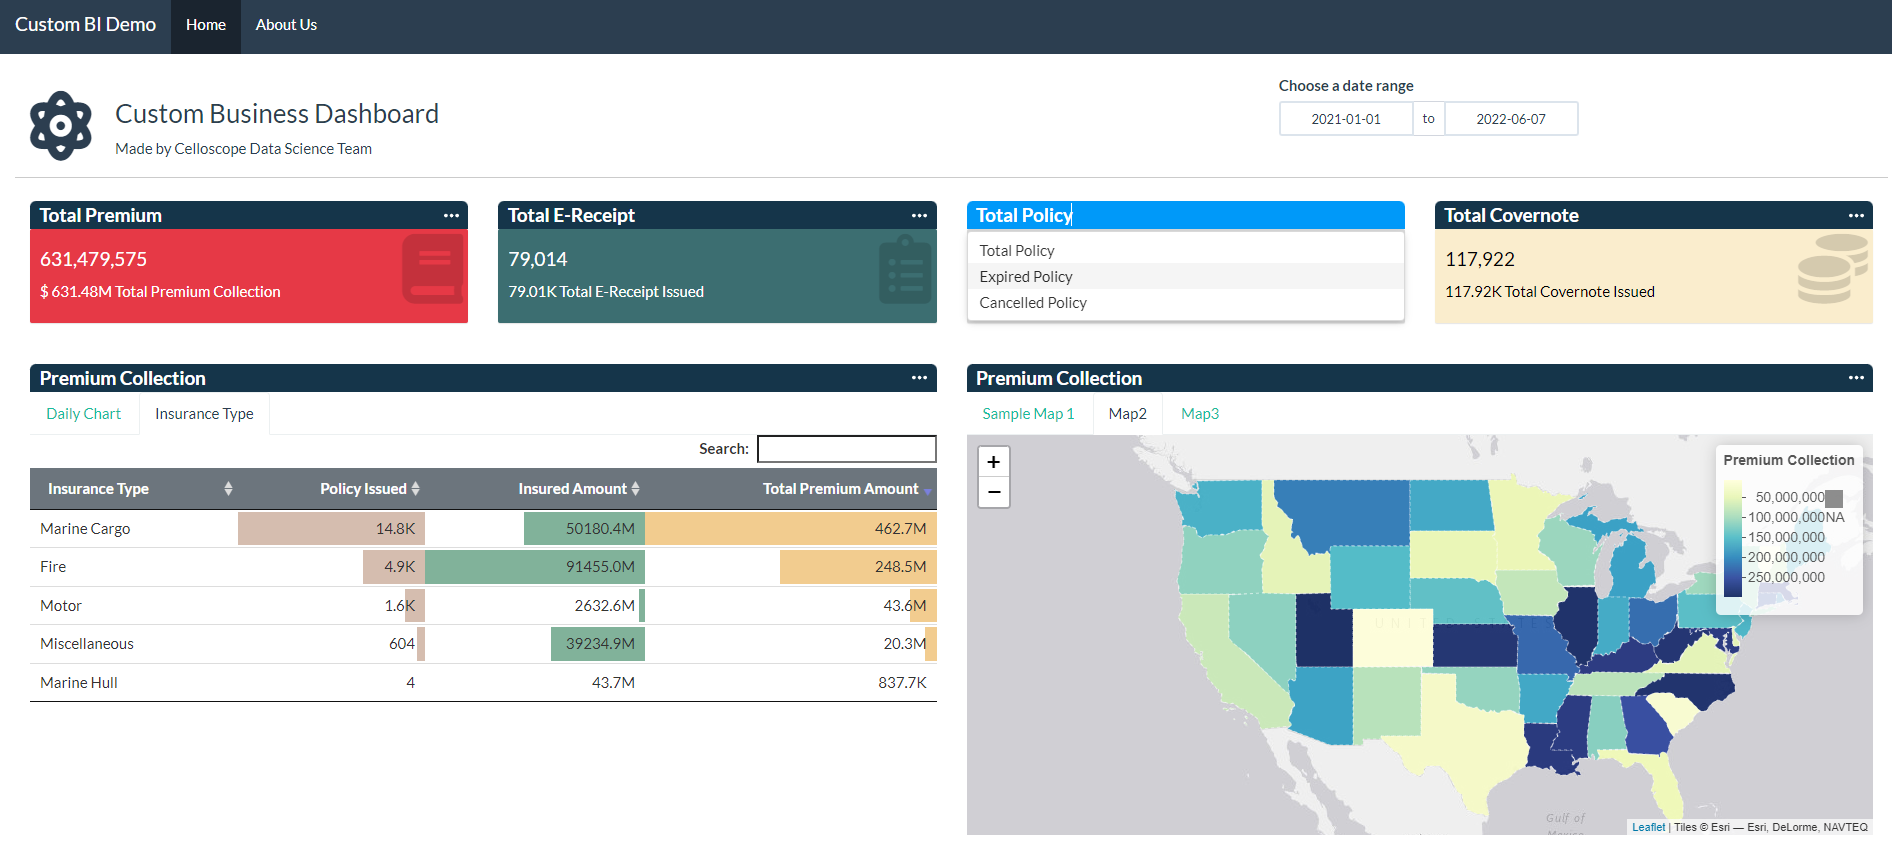 Custom BI Demo
Home
About Us
Custom Business Dashboard
Made by Celloscope Data Science Team
Choose a date range
2021-01-01 to 2022-06-07
Total Premium
631,479,575
$ 631.48M Total Premium Collection
Total E-Receipt
79,014
79.01K Total E-Receipt Issued
Total Policy
Total Policy
Expired Policy
Cancelled Policy
Total Covernote
117,922
117.92K Total Covernote Issued
Premium Collection
Daily Chart
Insurance Type
Search:
Insurance Type Policy Issued Insured Amount Total Premium Amount
Marine Cargo 14.8K 50180.4M 462.7M
Fire 4.9K 91455.0M 248.5M
Motor 1.6K 2632.6M 43.6M
Miscellaneous 604 39234.9M 20.3M
Marine Hull 4 43.7M 837.7K
Premium Collection
Sample Map 1
Map2
Map3
+
−
Premium Collection
50,000,000
100,000,000 NA
150,000,000
200,000,000
250,000,000
Gulf of
Leaflet | Tiles © Esri — Esri, DeLorme, NAVTEQ